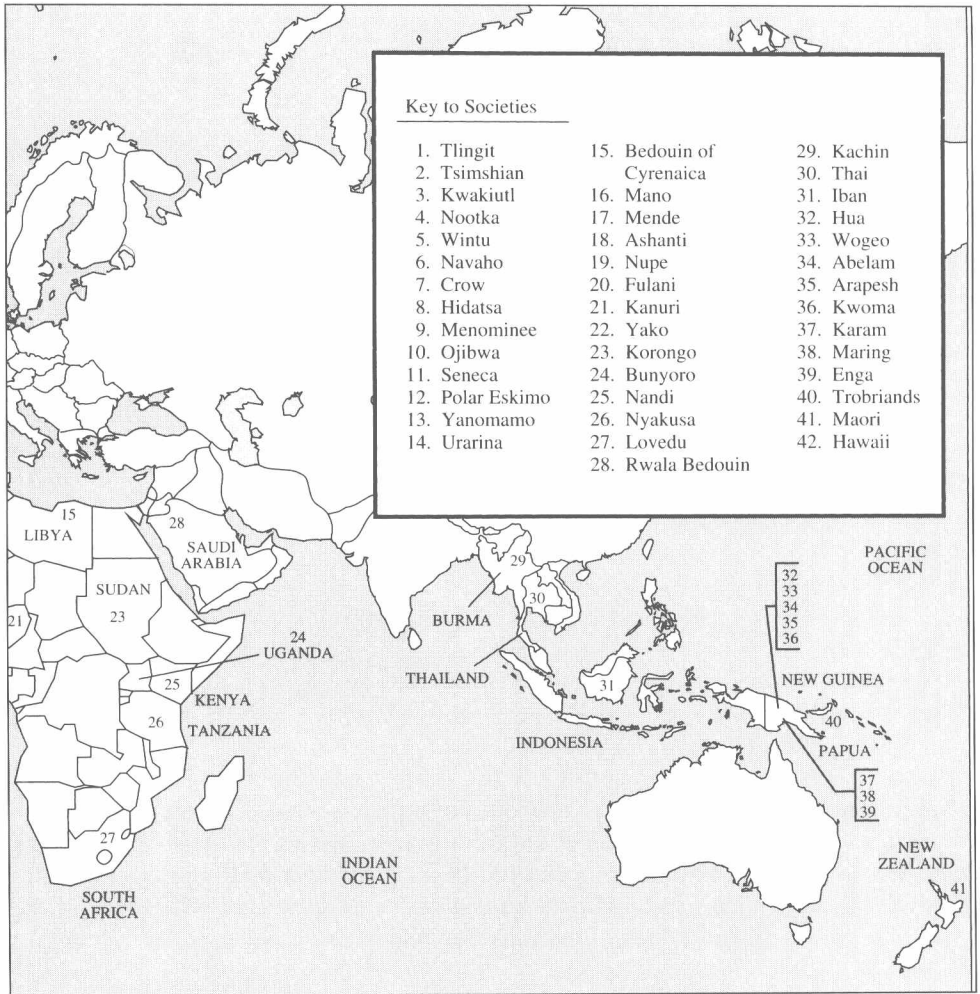 Key to Societies
1. Tlingit
2. Tsimshian
3. Kwakiutl
4. Nootka
5. Wintu
6. Navaho
7. Crow
8. Hidatsa
9. Menominee
10. Ojibwa
11. Seneca
12. Polar Eskimo
13. Yanomamo
14. Urarina
15. Bedouin of
Cyrenaica
16. Mano
17. Mende
18. Ashanti
19. Nupe
20. Fulani
21. Kanuri
22. Yako
23. Korongo
24. Bunyoro
25. Nandi
26. Nyakusa
27. Lovedu
28. Rwala Bedouin
29. Kachin
30. Thai
31. Iban
32. Hua
33. Wogeo
34. Abelam
35. Arapesh
36. Kwoma
37. Karam
38. Maring
39. Enga
40. Trobriands
41. Maori
42. Hawaii
15
LIBYA
28
SAUDI
ARABIA
SUDAN
23
21
24
UGANDA
25
KENYA
26
TANZANIA
27
SOUTH
AFRICA
29
BURMA
30
THAILAND
31
INDONESIA
INDIAN
OCEAN
PACIFIC
OCEAN
32
33
34
35
36
NEW GUINEA
40
PAPUA
37
38
39
NEW
ZEALAND
41